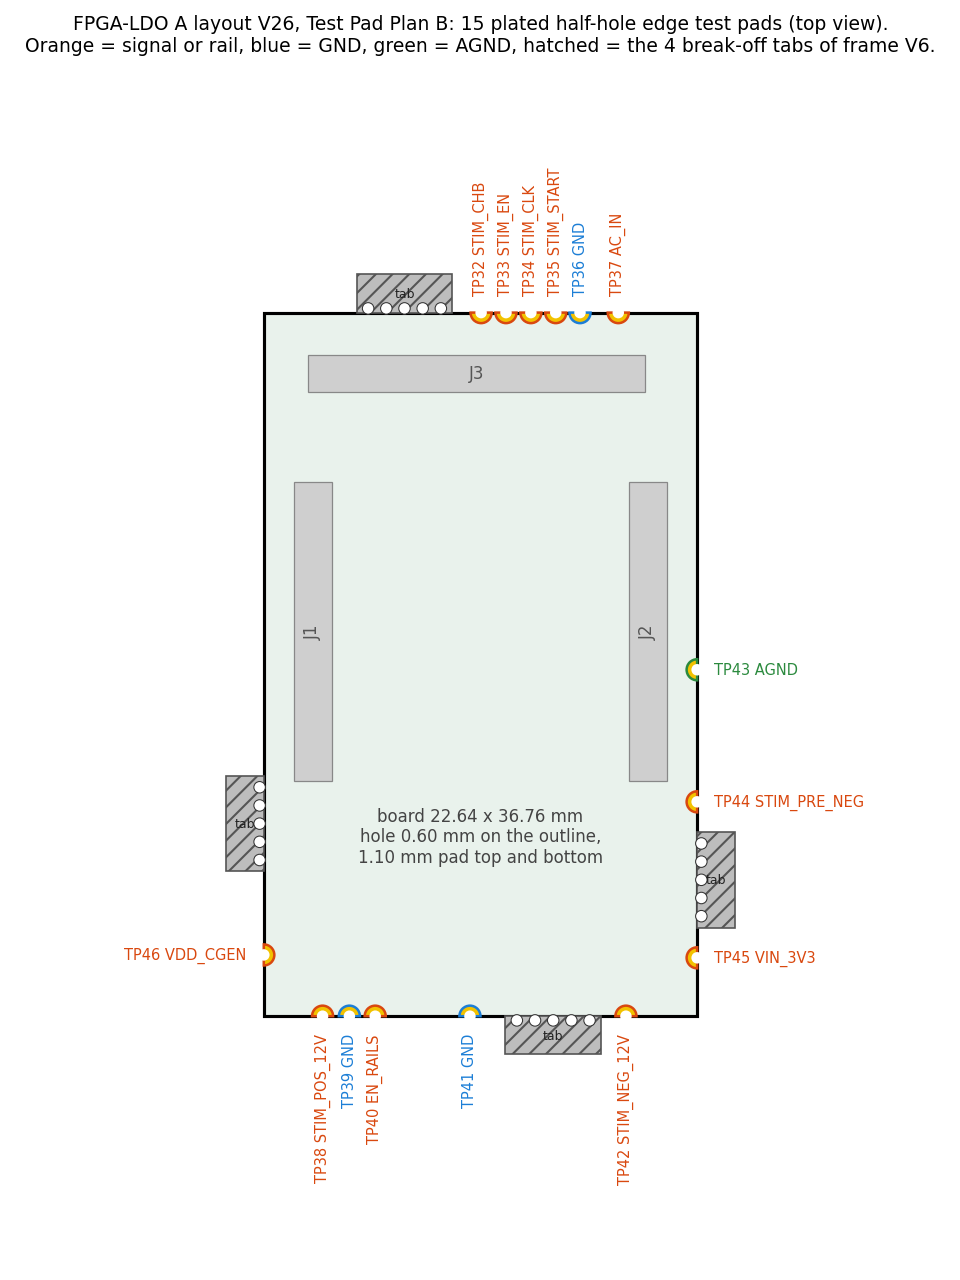 FPGA-LDO A layout V26, Test Pad Plan B: 15 plated half-hole edge test pads (top view).
Orange = signal or rail, blue = GND, green = AGND, hatched = the 4 break-off tabs of frame V6.
TP32 STIM_CHB
TP33 STIM_EN
TP34 STIM_CLK
TP35 STIM_START
TP36 GND
TP37 AC_IN
tab
J3
J1
J2
TP43 AGND
TP44 STIM_PRE_NEG
board 22.64 x 36.76 mm
hole 0.60 mm on the outline,
1.10 mm pad top and bottom
tab
tab
TP46 VDD_CGEN
TP45 VIN_3V3
tab
TP38 STIM_POS_12V
TP39 GND
TP40 EN_RAILS
TP41 GND
TP42 STIM_NEG_12V